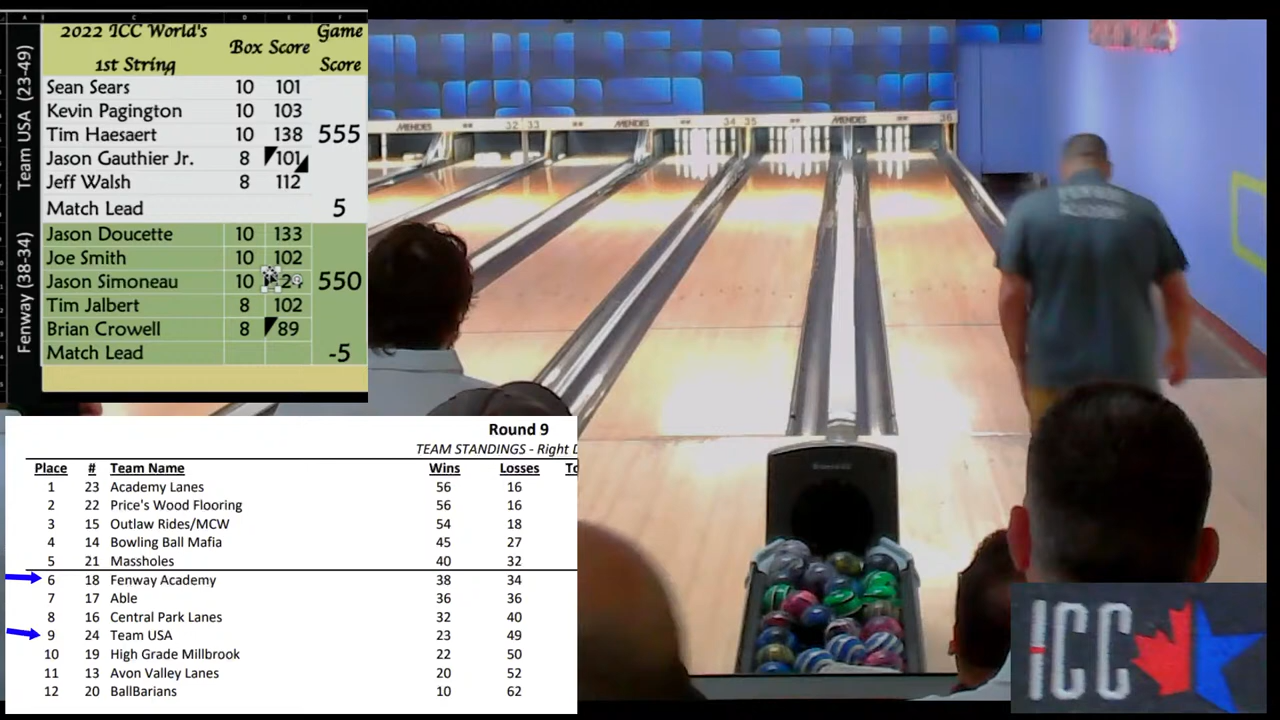 A C D E F
2022 ICC World's Box Score Game
1st String Score
Team USA (23-49)
Sean Sears 10 101
Kevin Pagington 10 103
Tim Haesaert 10 138 555
Jason Gauthier Jr. 8 101
Jeff Walsh 8 112
Match Lead 5
Fenway (38-34)
Jason Doucette 10 133
Joe Smith 10 102
Jason Simoneau 10 550
Tim Jalbert 8 102
Brian Crowell 8 89
Match Lead -5
Round 9
TEAM STANDINGS - Right
Place # Team Name Wins Losses
1 23 Academy Lanes 56 16
2 22 Price's Wood Flooring 56 16
3 15 Outlaw Rides/MCW 54 18
4 14 Bowling Ball Mafia 45 27
5 21 Massholes 40 32
6 18 Fenway Academy 38 34
7 17 Able 36 36
8 16 Central Park Lanes 32 40
9 24 Team USA 23 49
10 19 High Grade Millbrook 22 50
11 13 Avon Valley Lanes 20 52
12 20 BallBarians 10 62
MENDES 32 33 MENDES 34 35 MENDES 36
ICC